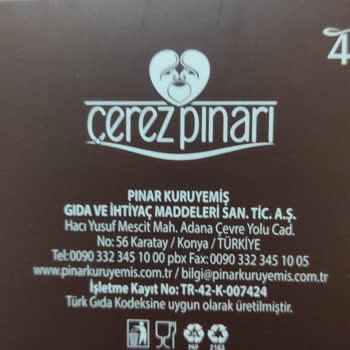 4
çerezpınarı
PINAR KURUYEMİŞ
GIDA VE İHTİYAÇ MADDELERİ SAN. TİC. A.Ş.
Hacı Yusuf Mescit Mah. Adana Çevre Yolu Cad.
No: 56 Karatay / Konya / TÜRKİYE
Tel:0090 332 345 10 00 pbx Fax:0090 332 345 10 05
www.pinarkuruyemis.com.tr / bilgi@pinarkuruyemis.com.tr
İşletme Kayıt No: TR-42-K-007424
Türk Gıda Kodeksine uygun olarak üretilmiştir.
PAP 2163